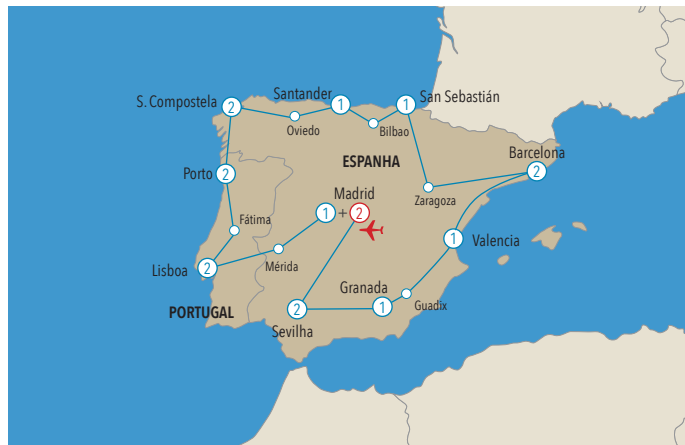 Santander
1
1
San Sebastián
S. Compostela
2
Oviedo
Bilbao
Barcelona
ESPANHA
2
Porto
2
Zaragoza
Madrid
1 + 2
Fátima
Valencia
1
Mérida
Lisboa
2
Granada
Guadix
PORTUGAL
2
1
Sevilha